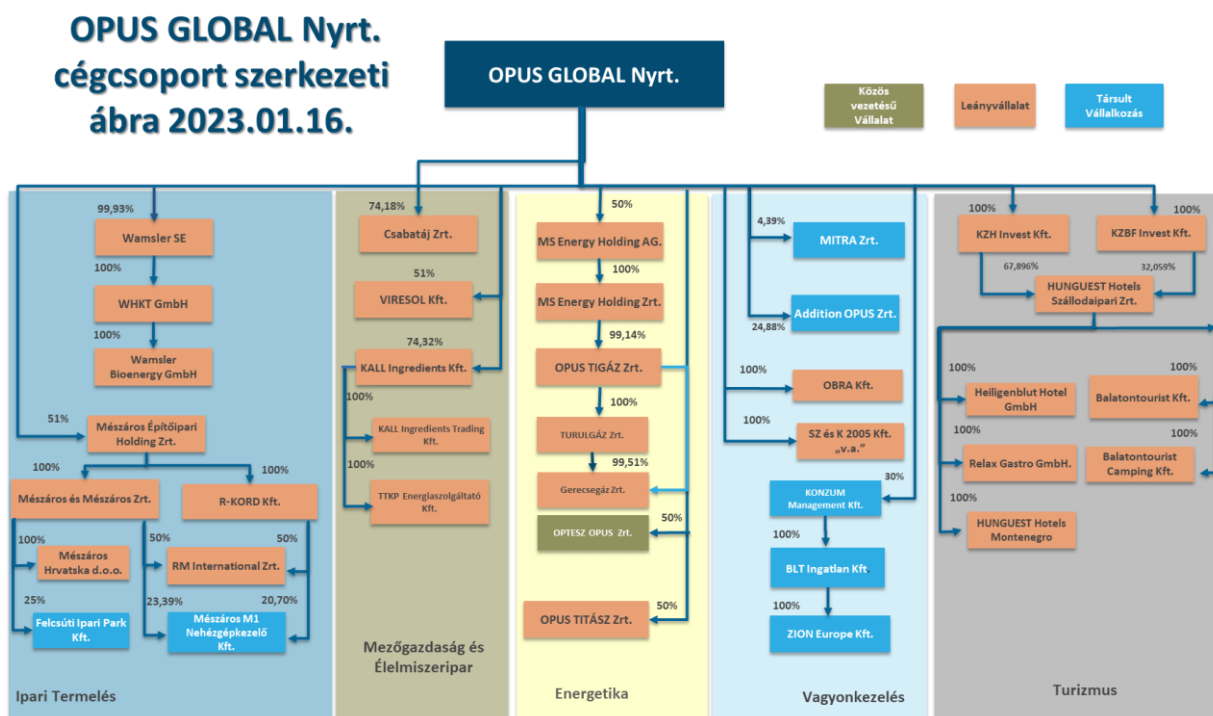 OPUS GLOBAL Nyrt.
cégcsoport szerkezeti
ábra 2023.01.16.
OPUS GLOBAL Nyrt.
Közös
vezetésű
Vállalat
Leányvállalat
Társult
Vállalkozás
99,93%
Wamsler SE
100%
WHKT GmbH
100%
Wamsler
Bioenergy GmbH
51%
Mészáros Építőipari
Holding Zrt.
100%
100%
Mészáros és Mészáros Zrt.
R-KORD Kft.
100%
50%
50%
Mészáros
Hrvatska d.o.o.
RM International Zrt.
25%
23,39%
20,70%
Felcsúti Ipari Park
Kft.
Mészáros M1
Nehézgépkezelő
Kft.
Ipari Termelés
74,18%
Csabatáj Zrt.
51%
VIRESOL Kft.
74,32%
KALL Ingredients Kft.
100%
KALL Ingredients Trading
Kft.
100%
TTKP Energiaszolgáltató
Kft.
Mezőgazdaság és
Élelmiszeripar
50%
MS Energy Holding AG.
100%
MS Energy Holding Zrt.
99,14%
OPUS TIGÁZ Zrt.
100%
TURULGÁZ Zrt.
99,51%
Gerecsegáz Zrt.
50%
OPTESZ OPUS Zrt.
50%
OPUS TITÁSZ Zrt.
Energetika
4,39%
MITRA Zrt.
Addition OPUS Zrt.
24,88%
100%
OBRA Kft.
100%
SZ és K 2005 Kft.
„v.a.”
30%
KONZUM
Management Kft.
100%
BLT Ingatlan Kft.
100%
ZION Europe Kft.
Vagyonkezelés
100%
100%
KZH Invest Kft.
KZBF Invest Kft.
67,896%
32,059%
HUNGUEST Hotels
Szállodaipari Zrt.
100%
100%
Heiligenblut Hotel
GmbH
Balatontourist Kft.
100%
100%
Relax Gastro GmbH.
Balatontourist
Camping Kft.
100%
HUNGUEST Hotels
Montenegro
Turizmus